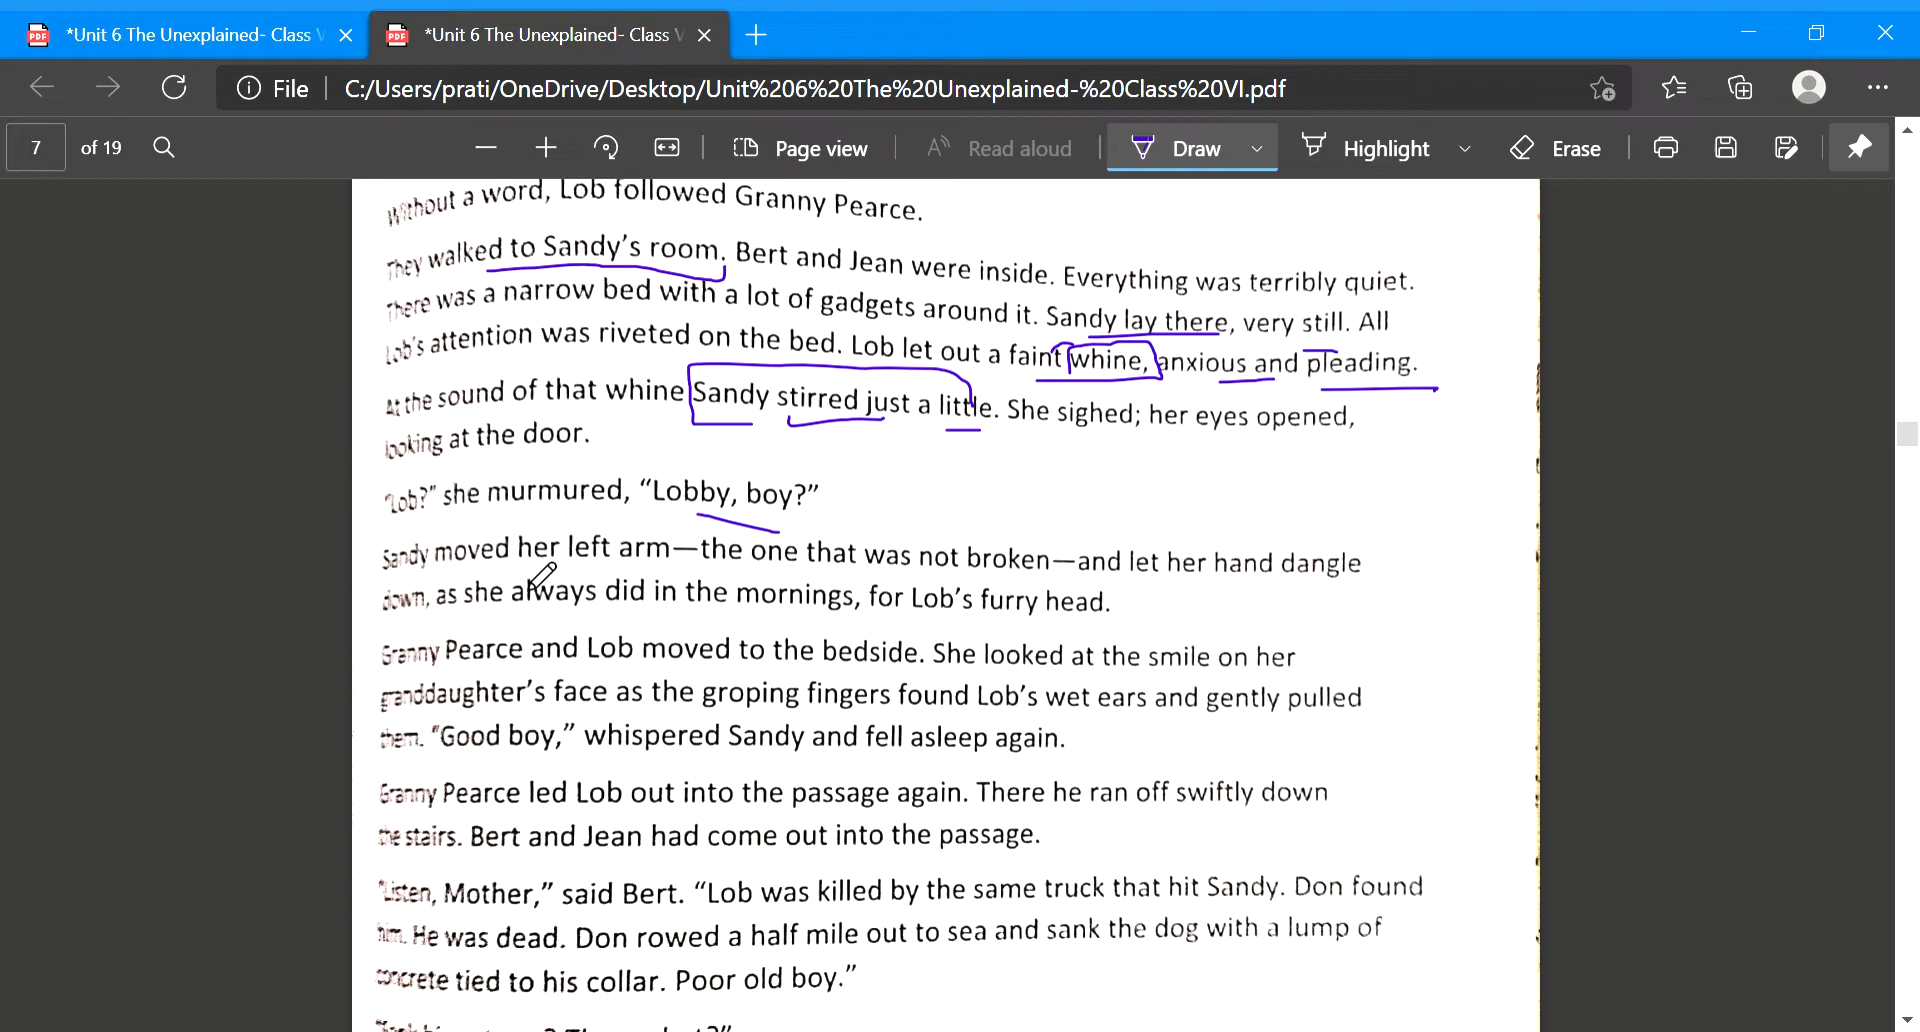 *Unit 6 The Unexplained- Class V
*Unit 6 The Unexplained- Class V
File C:/Users/prati/OneDrive/Desktop/Unit%206%20The%20Unexplained-%20Class%20VI.pdf
7 of 19 Page view Read aloud Draw Highlight Erase
Without a word, Lob followed Granny Pearce.
They walked to Sandy's room. Bert and Jean were inside. Everything was terribly quiet.
There was a narrow bed with a lot of gadgets around it. Sandy lay there, very still. All
Lob's attention was riveted on the bed. Lob let out a faint whine, anxious and pleading.
At the sound of that whine Sandy stirred just a little. She sighed; her eyes opened,
looking at the door.
"Lob?" she murmured, "Lobby, boy?"
Sandy moved her left arm—the one that was not broken—and let her hand dangle
down, as she always did in the mornings, for Lob's furry head.
Granny Pearce and Lob moved to the bedside. She looked at the smile on her
granddaughter's face as the groping fingers found Lob's wet ears and gently pulled
them. "Good boy," whispered Sandy and fell asleep again.
Granny Pearce led Lob out into the passage again. There he ran off swiftly down
the stairs. Bert and Jean had come out into the passage.
"Listen, Mother," said Bert. "Lob was killed by the same truck that hit Sandy. Don found
him. He was dead. Don rowed a half mile out to sea and sank the dog with a lump of
concrete tied to his collar. Poor old boy."